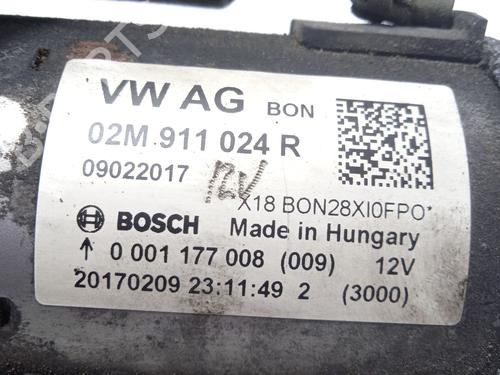 VW AG BON
02M 911 024 R
09022017
12V
X18 BON28XI0FPO*
BOSCH Made in Hungary
↑ 0 001 177 008 (009) 12V
20170209 23:11:49 2 (3000)